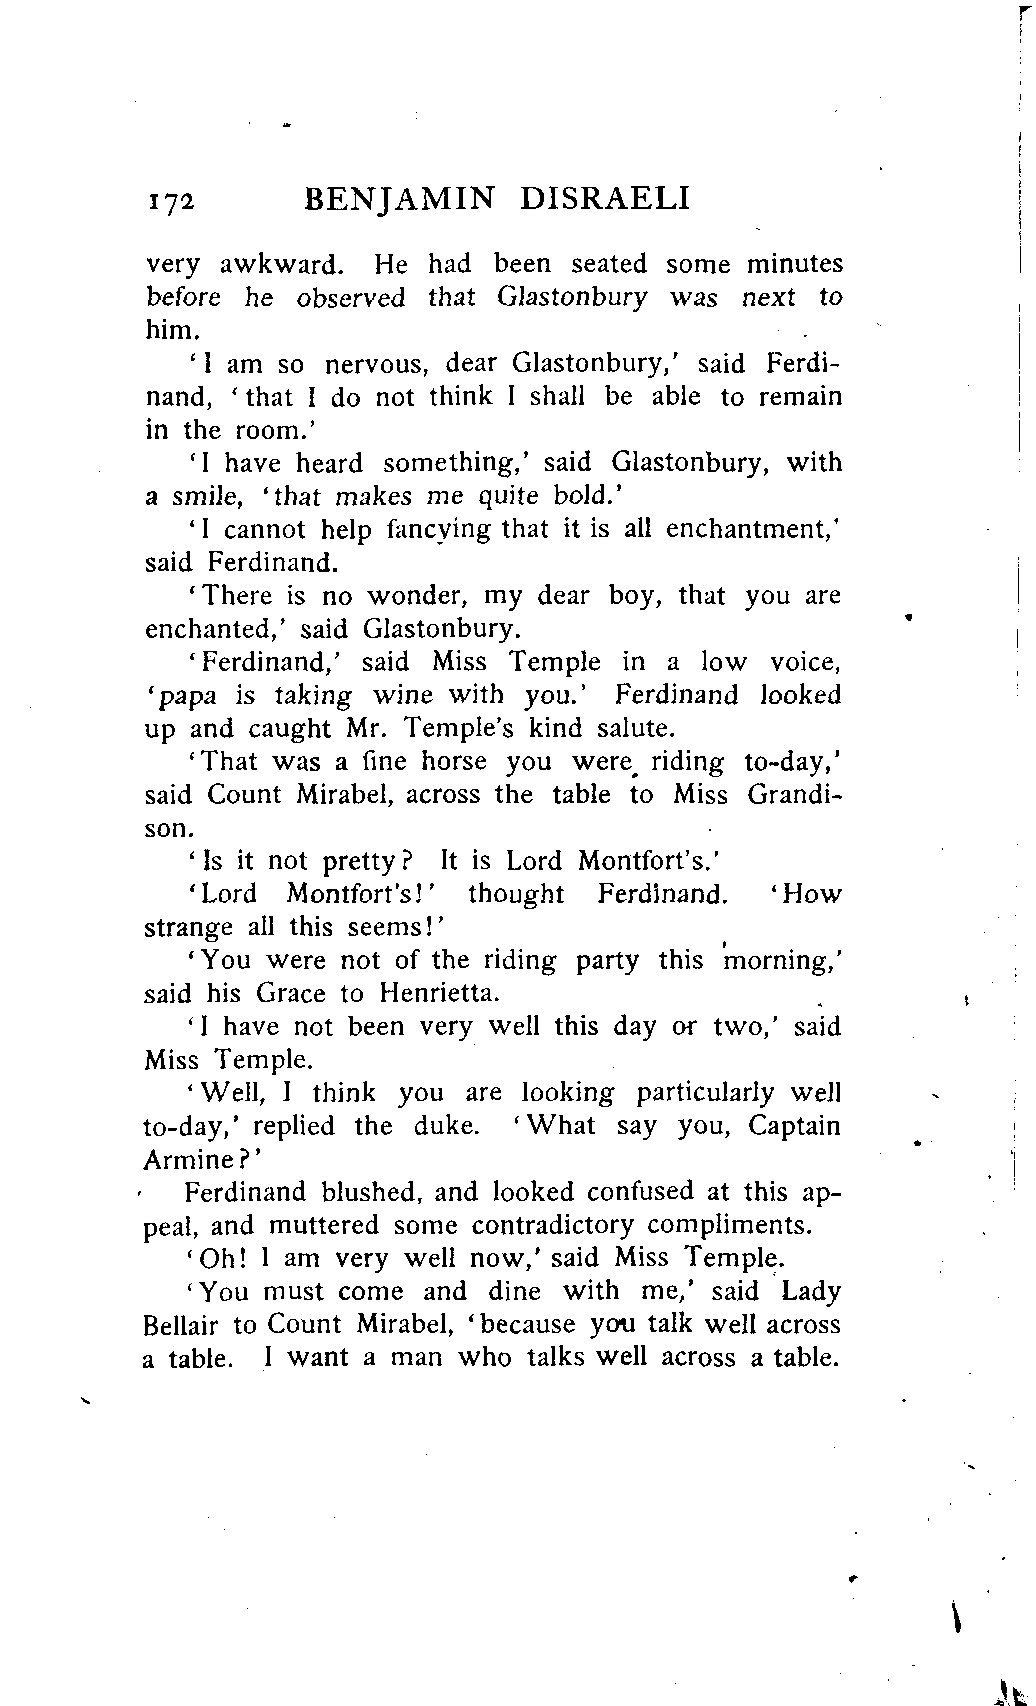 172 BENJAMIN DISRAELI
very awkward. He had been seated some minutes
before he observed that Glastonbury was next to
him.
‘I am so nervous, dear Glastonbury,’ said Ferdi-
nand, ‘that I do not think I shall be able to remain
in the room.’
‘I have heard something,’ said Glastonbury, with
a smile, ‘that makes me quite bold.’
‘I cannot help fancying that it is all enchantment,’
said Ferdinand.
‘There is no wonder, my dear boy, that you are
enchanted,’ said Glastonbury.
‘Ferdinand,’ said Miss Temple in a low voice,
‘papa is taking wine with you.’ Ferdinand looked
up and caught Mr. Temple's kind salute.
‘That was a fine horse you were riding to-day,’
said Count Mirabel, across the table to Miss Grandi-
son.
‘Is it not pretty? It is Lord Montfort's.’
‘Lord Montfort's!’ thought Ferdinand. ‘How
strange all this seems!’
‘You were not of the riding party this morning,’
said his Grace to Henrietta.
‘I have not been very well this day or two,’ said
Miss Temple.
‘Well, I think you are looking particularly well
to-day,’ replied the duke. ‘What say you, Captain
Armine?’
Ferdinand blushed, and looked confused at this ap-
peal, and muttered some contradictory compliments.
‘Oh! I am very well now,’ said Miss Temple.
‘You must come and dine with me,’ said Lady
Bellair to Count Mirabel, ‘because you talk well across
a table. I want a man who talks well across a table.